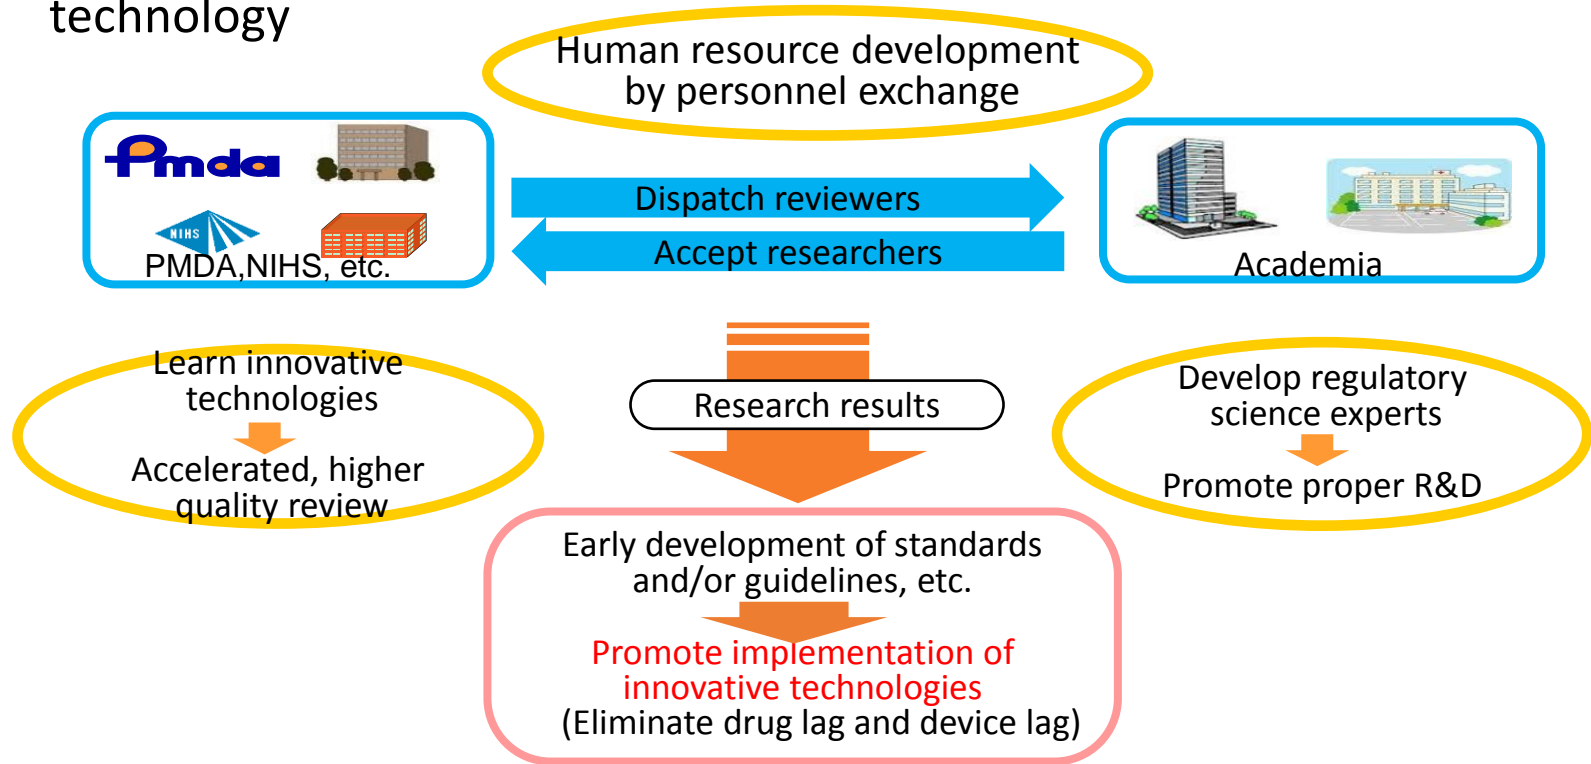 technology
Human resource development
by personnel exchange
Pmda
NIHS
PMDA,NIHS, etc.
Dispatch reviewers
Accept researchers
Academia
Learn innovative
technologies
Accelerated, higher
quality review
Research results
Develop regulatory
science experts
Promote proper R&D
Early development of standards
and/or guidelines, etc.
Promote implementation of
innovative technologies
(Eliminate drug lag and device lag)